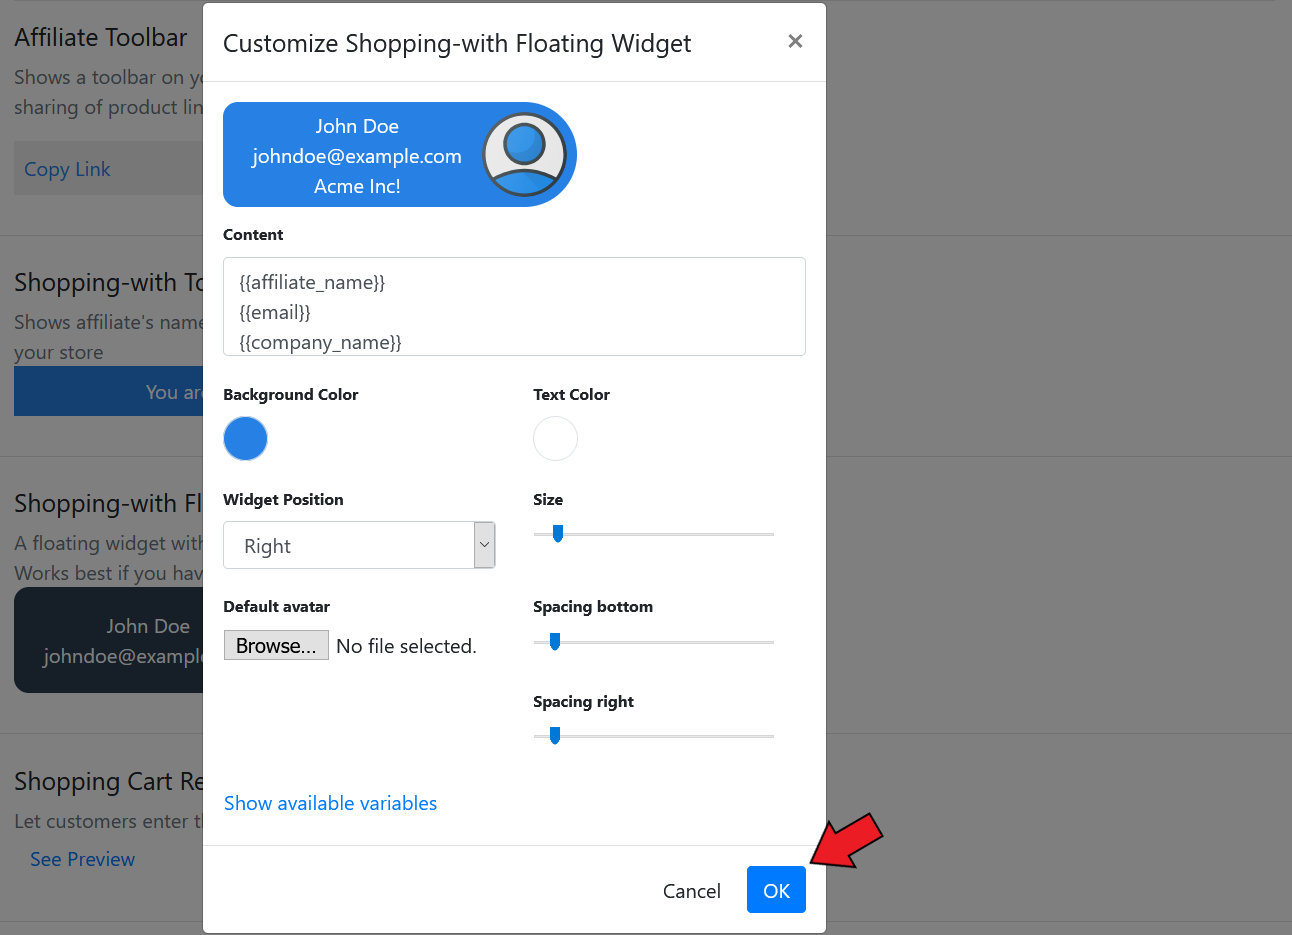 Affiliate Toolbar
Shows a toolbar on yo
sharing of product lin
Copy Link
Shopping-with To
Shows affiliate's name
your store
You are
Shopping-with Fl
A floating widget with
Works best if you hav
John Doe
johndoe@example
Shopping Cart Re
Let customers enter t
See Preview
Customize Shopping-with Floating Widget
×
John Doe
johndoe@example.com
Acme Inc!
Content
{{affiliate_name}}
{{email}}
{{company_name}}
Background Color
Text Color
Widget Position
Size
Right
Default avatar
Spacing bottom
Browse... No file selected.
Spacing right
Show available variables
Cancel
OK